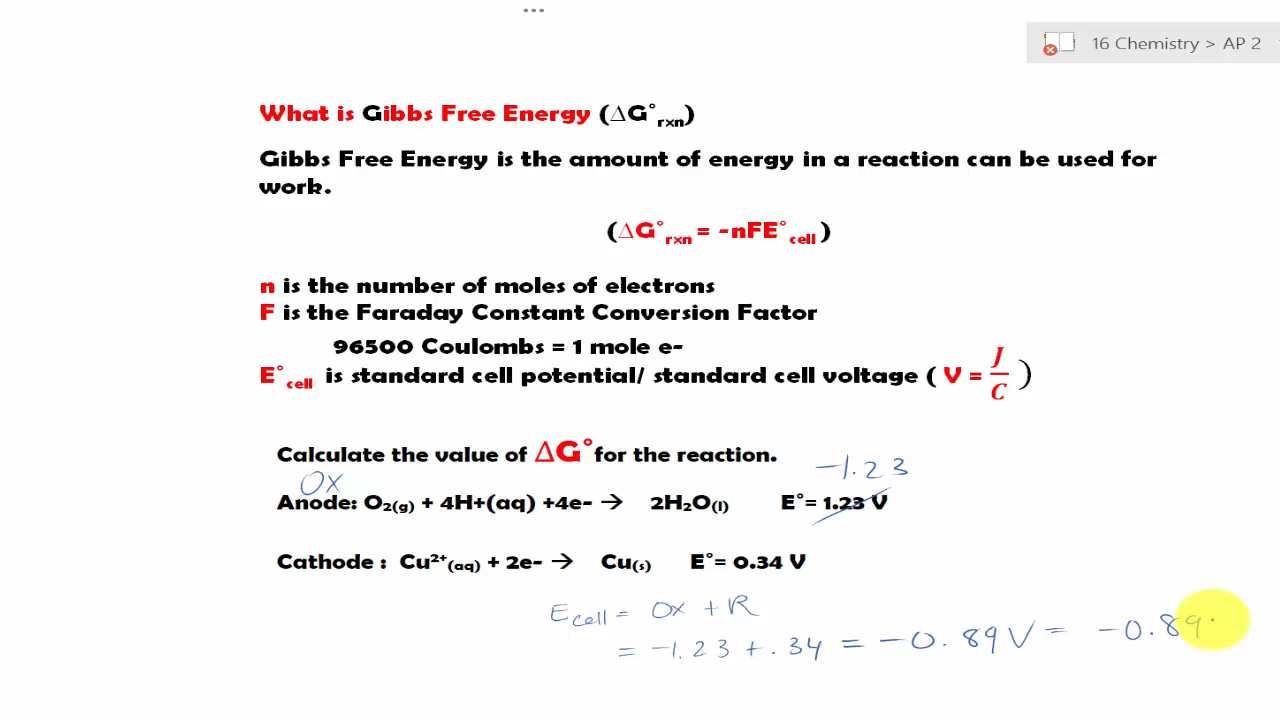 16 Chemistry > AP 2
What is Gibbs Free Energy (ΔG°rxn)
Gibbs Free Energy is the amount of energy in a reaction can be used for
work.
(ΔG°rxn = -nFE°cell )
n is the number of moles of electrons
F is the Faraday Constant Conversion Factor
96500 Coulombs = 1 mole e-
E°cell is standard cell potential/ standard cell voltage ( V = J/C )
Calculate the value of ΔG° for the reaction.
OX -1.23
Anode: O2(g) + 4H+(aq) +4e- → 2H2O(l) E°= 1.23 V
Cathode : Cu²⁺(aq) + 2e- → Cu(s) E°= 0.34 V
Ecell = OX + R
= -1.23 + .34 = -0.89 V = -0.89